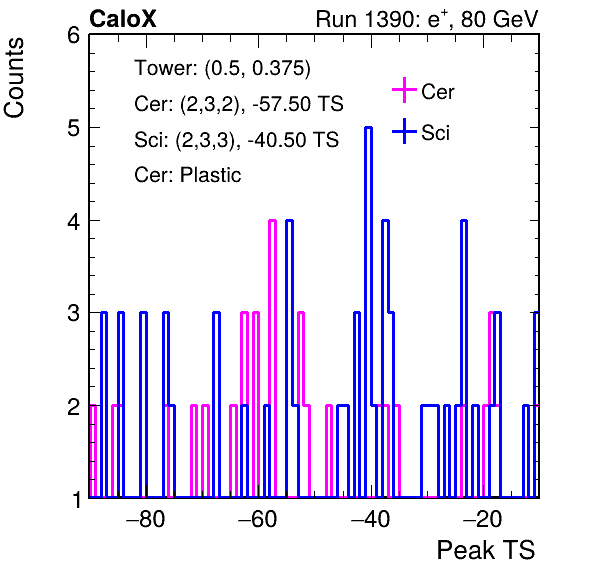 CaloX Run 1390: e⁺, 80 GeV
Counts
6
5
4
3
2
1
Tower: (0.5, 0.375)
Cer: (2,3,2), -57.50 TS
Sci: (2,3,3), -40.50 TS
Cer: Plastic
Cer
Sci
−80 −60 −40 −20
Peak TS